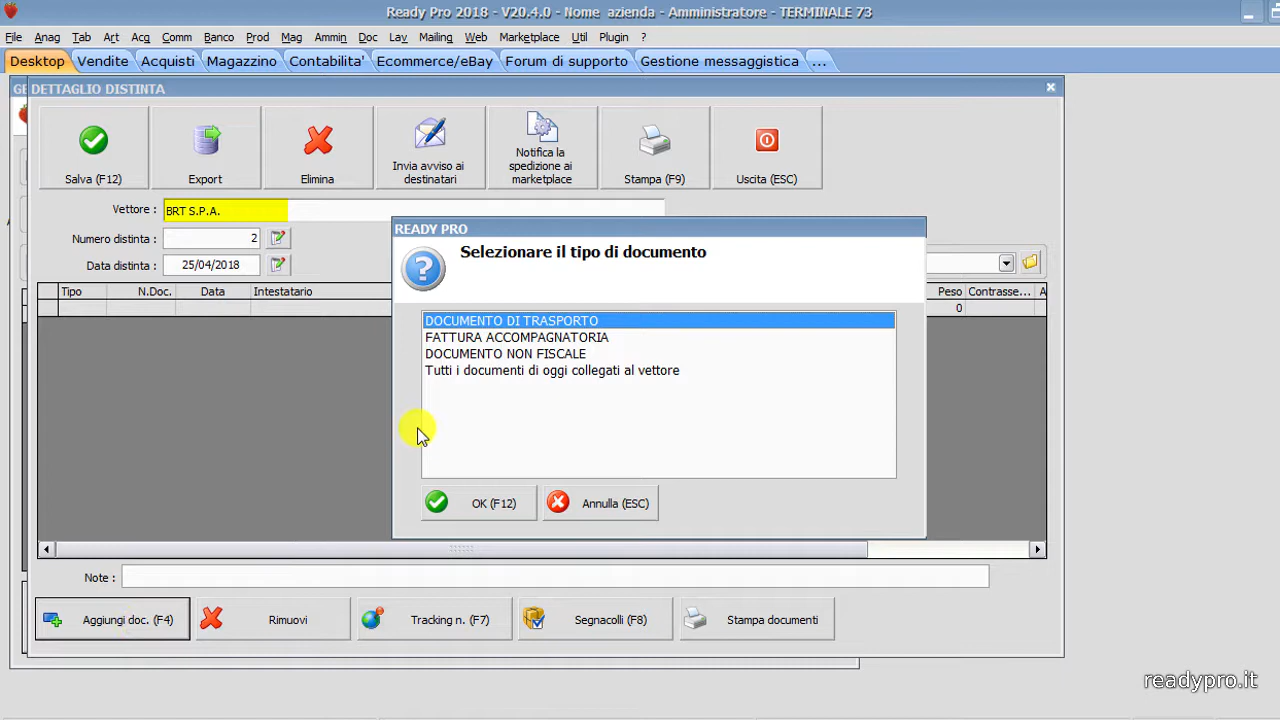 Ready Pro 2018 - V20.4.0 - Nome azienda - Amministratore - TERMINALE 73
File Anag Tab Art Acq Comm Banco Prod Mag Ammin Doc Lav Mailing Web Marketplace Util Plugin ?
Desktop Vendite Acquisti Magazzino Contabilita' Ecommerce/eBay Forum di supporto Gestione messaggistica ...
GE
DETTAGLIO DISTINTA
Salva (F12)
Export
Elimina
Invia avviso ai
destinatari
Notifica la
spedizione ai
marketplace
Stampa (F9)
Uscita (ESC)
Vettore : BRT S.P.A.
Numero distinta : 2
Data distinta : 25/04/2018
Tipo N.Doc. Data Intestatario Peso Contrasse... A
0
READY PRO
Selezionare il tipo di documento
DOCUMENTO DI TRASPORTO
FATTURA ACCOMPAGNATORIA
DOCUMENTO NON FISCALE
Tutti i documenti di oggi collegati al vettore
OK (F12) Annulla (ESC)
Note :
Aggiungi doc. (F4) Rimuovi Tracking n. (F7) Segnacolli (F8) Stampa documenti
readypro.it